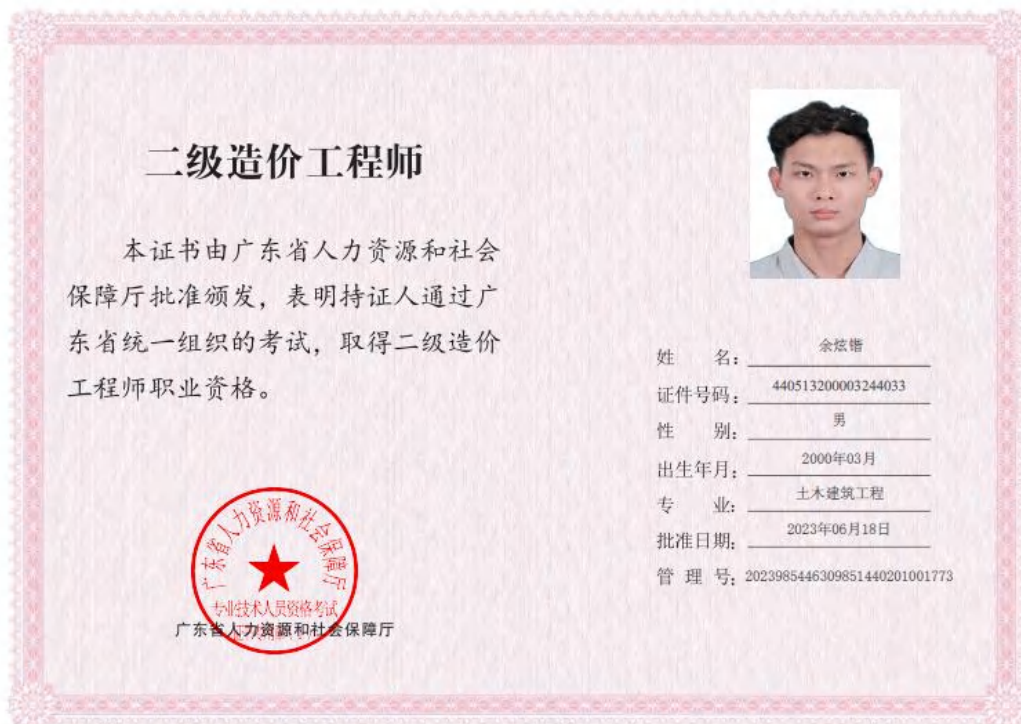 二级造价工程师
本证书由广东省人力资源和社会
保障厅批准颁发，表明持证人通过广
东省统一组织的考试，取得二级造价
工程师职业资格。
广东省人力资源和社会保障厅
专业技术人员资格考试
广东省人力资源和社会保障厅
姓 名：余炫锴
证件号码：440513200003244033
性 别：男
出生年月：2000年03月
专 业：土木建筑工程
批准日期：2023年06月18日
管 理 号：2023985446309851440201001773